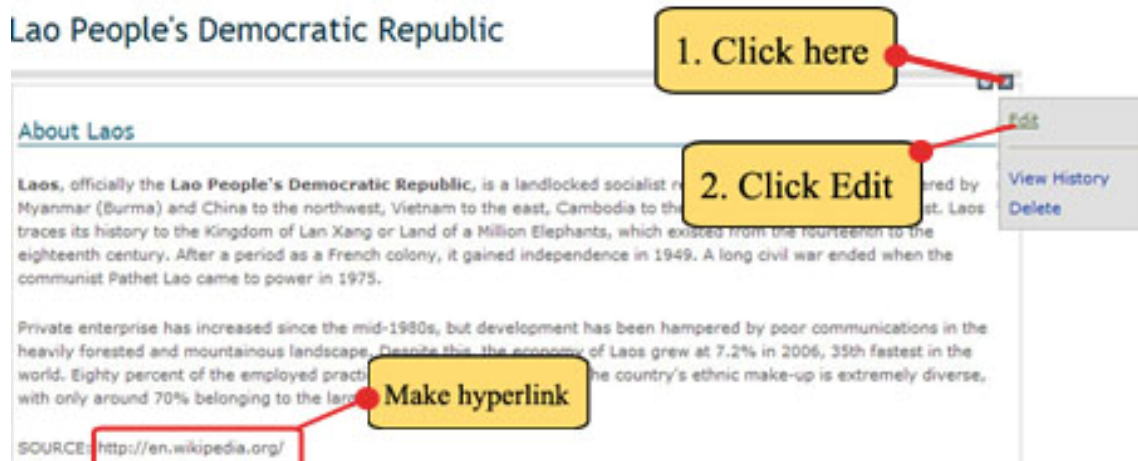 Lao People's Democratic Republic
1. Click here
About Laos
Edit
Laos, officially the Lao People's Democratic Republic, is a landlocked socialist ered by
2. Click Edit
View History
Myanmar (Burma) and China to the northwest, Vietnam to the east, Cambodia to st. Laos
Delete
traces its history to the Kingdom of Lan Xang or Land of a Million Elephants, which existed from the fourteenth to the
eighteenth century. After a period as a French colony, it gained independence in 1949. A long civil war ended when the
communist Pathet Lao came to power in 1975.
Private enterprise has increased since the mid-1980s, but development has been hampered by poor communications in the
heavily forested and mountainous landscape. Despite this, the economy of Laos grew at 7.2% in 2006, 35th fastest in the
world. Eighty percent of the employed practi he country's ethnic make-up is extremely diverse,
Make hyperlink
with only around 70% belonging to the
SOURCE: http://en.wikipedia.org/